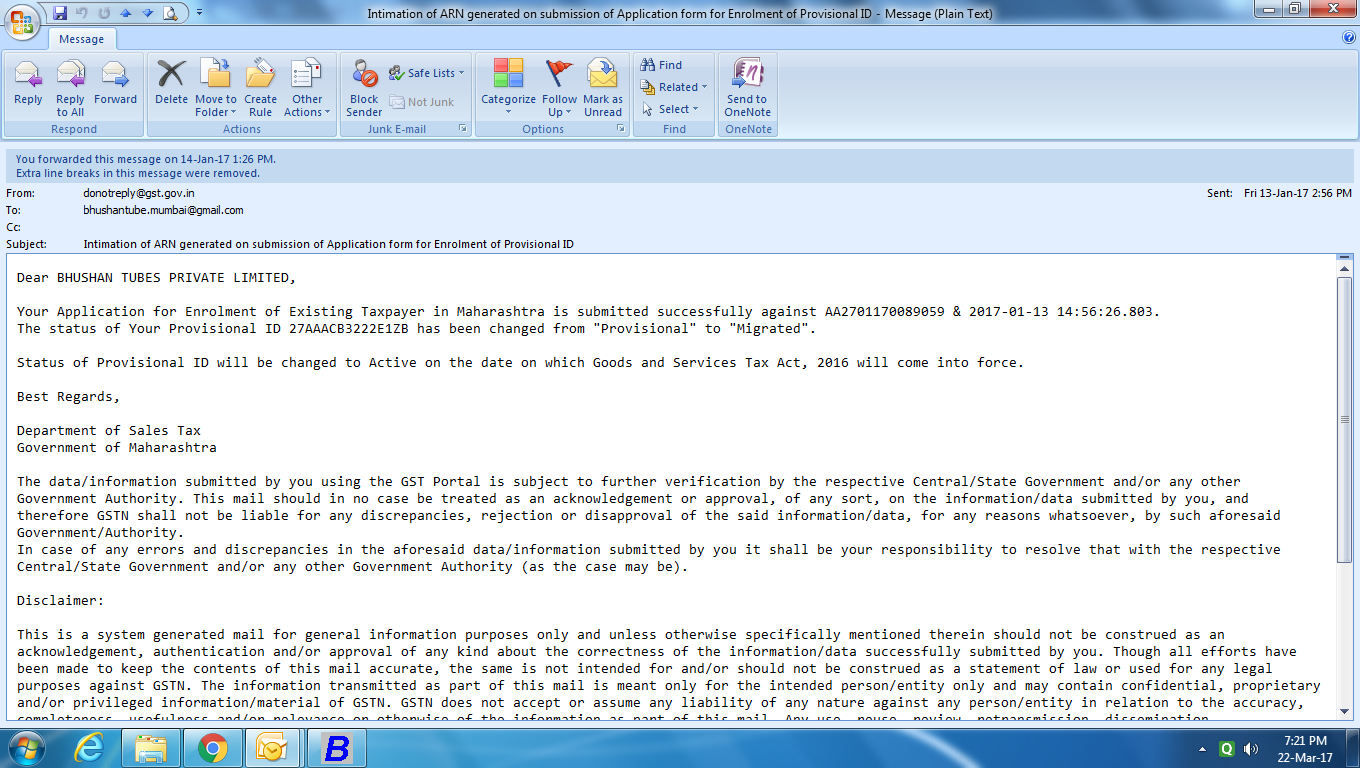 Intimation of ARN generated on submission of Application form for Enrolment of Provisional ID - Message (Plain Text)
Message
Reply
Reply to All
Forward
Respond
Delete
Move to Folder
Create Rule
Other Actions
Actions
Block Sender
Safe Lists
Not Junk
Junk E-mail
Categorize
Follow Up
Mark as Unread
Options
Find
Related
Select
Find
Send to OneNote
OneNote
You forwarded this message on 14-Jan-17 1:26 PM.
Extra line breaks in this message were removed.
From: donotreply@gst.gov.in
Sent: Fri 13-Jan-17 2:56 PM
To: bhushantube.mumbai@gmail.com
Cc:
Subject: Intimation of ARN generated on submission of Application form for Enrolment of Provisional ID
Dear BHUSHAN TUBES PRIVATE LIMITED,
Your Application for Enrolment of Existing Taxpayer in Maharashtra is submitted successfully against AA2701170089059 & 2017-01-13 14:56:26.803.
The status of Your Provisional ID 27AAACB3222E1ZB has been changed from "Provisional" to "Migrated".
Status of Provisional ID will be changed to Active on the date on which Goods and Services Tax Act, 2016 will come into force.
Best Regards,
Department of Sales Tax
Government of Maharashtra
The data/information submitted by you using the GST Portal is subject to further verification by the respective Central/State Government and/or any other
Government Authority. This mail should in no case be treated as an acknowledgement or approval, of any sort, on the information/data submitted by you, and
therefore GSTN shall not be liable for any discrepancies, rejection or disapproval of the said information/data, for any reasons whatsoever, by such aforesaid
Government/Authority.
In case of any errors and discrepancies in the aforesaid data/information submitted by you it shall be your responsibility to resolve that with the respective
Central/State Government and/or any other Government Authority (as the case may be).
Disclaimer:
This is a system generated mail for general information purposes only and unless otherwise specifically mentioned therein should not be construed as an
acknowledgement, authentication and/or approval of any kind about the correctness of the information/data successfully submitted by you. Though all efforts have
been made to keep the contents of this mail accurate, the same is not intended for and/or should not be construed as a statement of law or used for any legal
purposes against GSTN. The information transmitted as part of this mail is meant only for the intended person/entity only and may contain confidential, proprietary
and/or privileged information/material of GSTN. GSTN does not accept or assume any liability of any nature against any person/entity in relation to the accuracy,
completeness, usefulness and/or relevance or otherwise of the information as part of this mail. Any use, reuse, review, retransmission, dissemination,
B
Q
7:21 PM
22-Mar-17